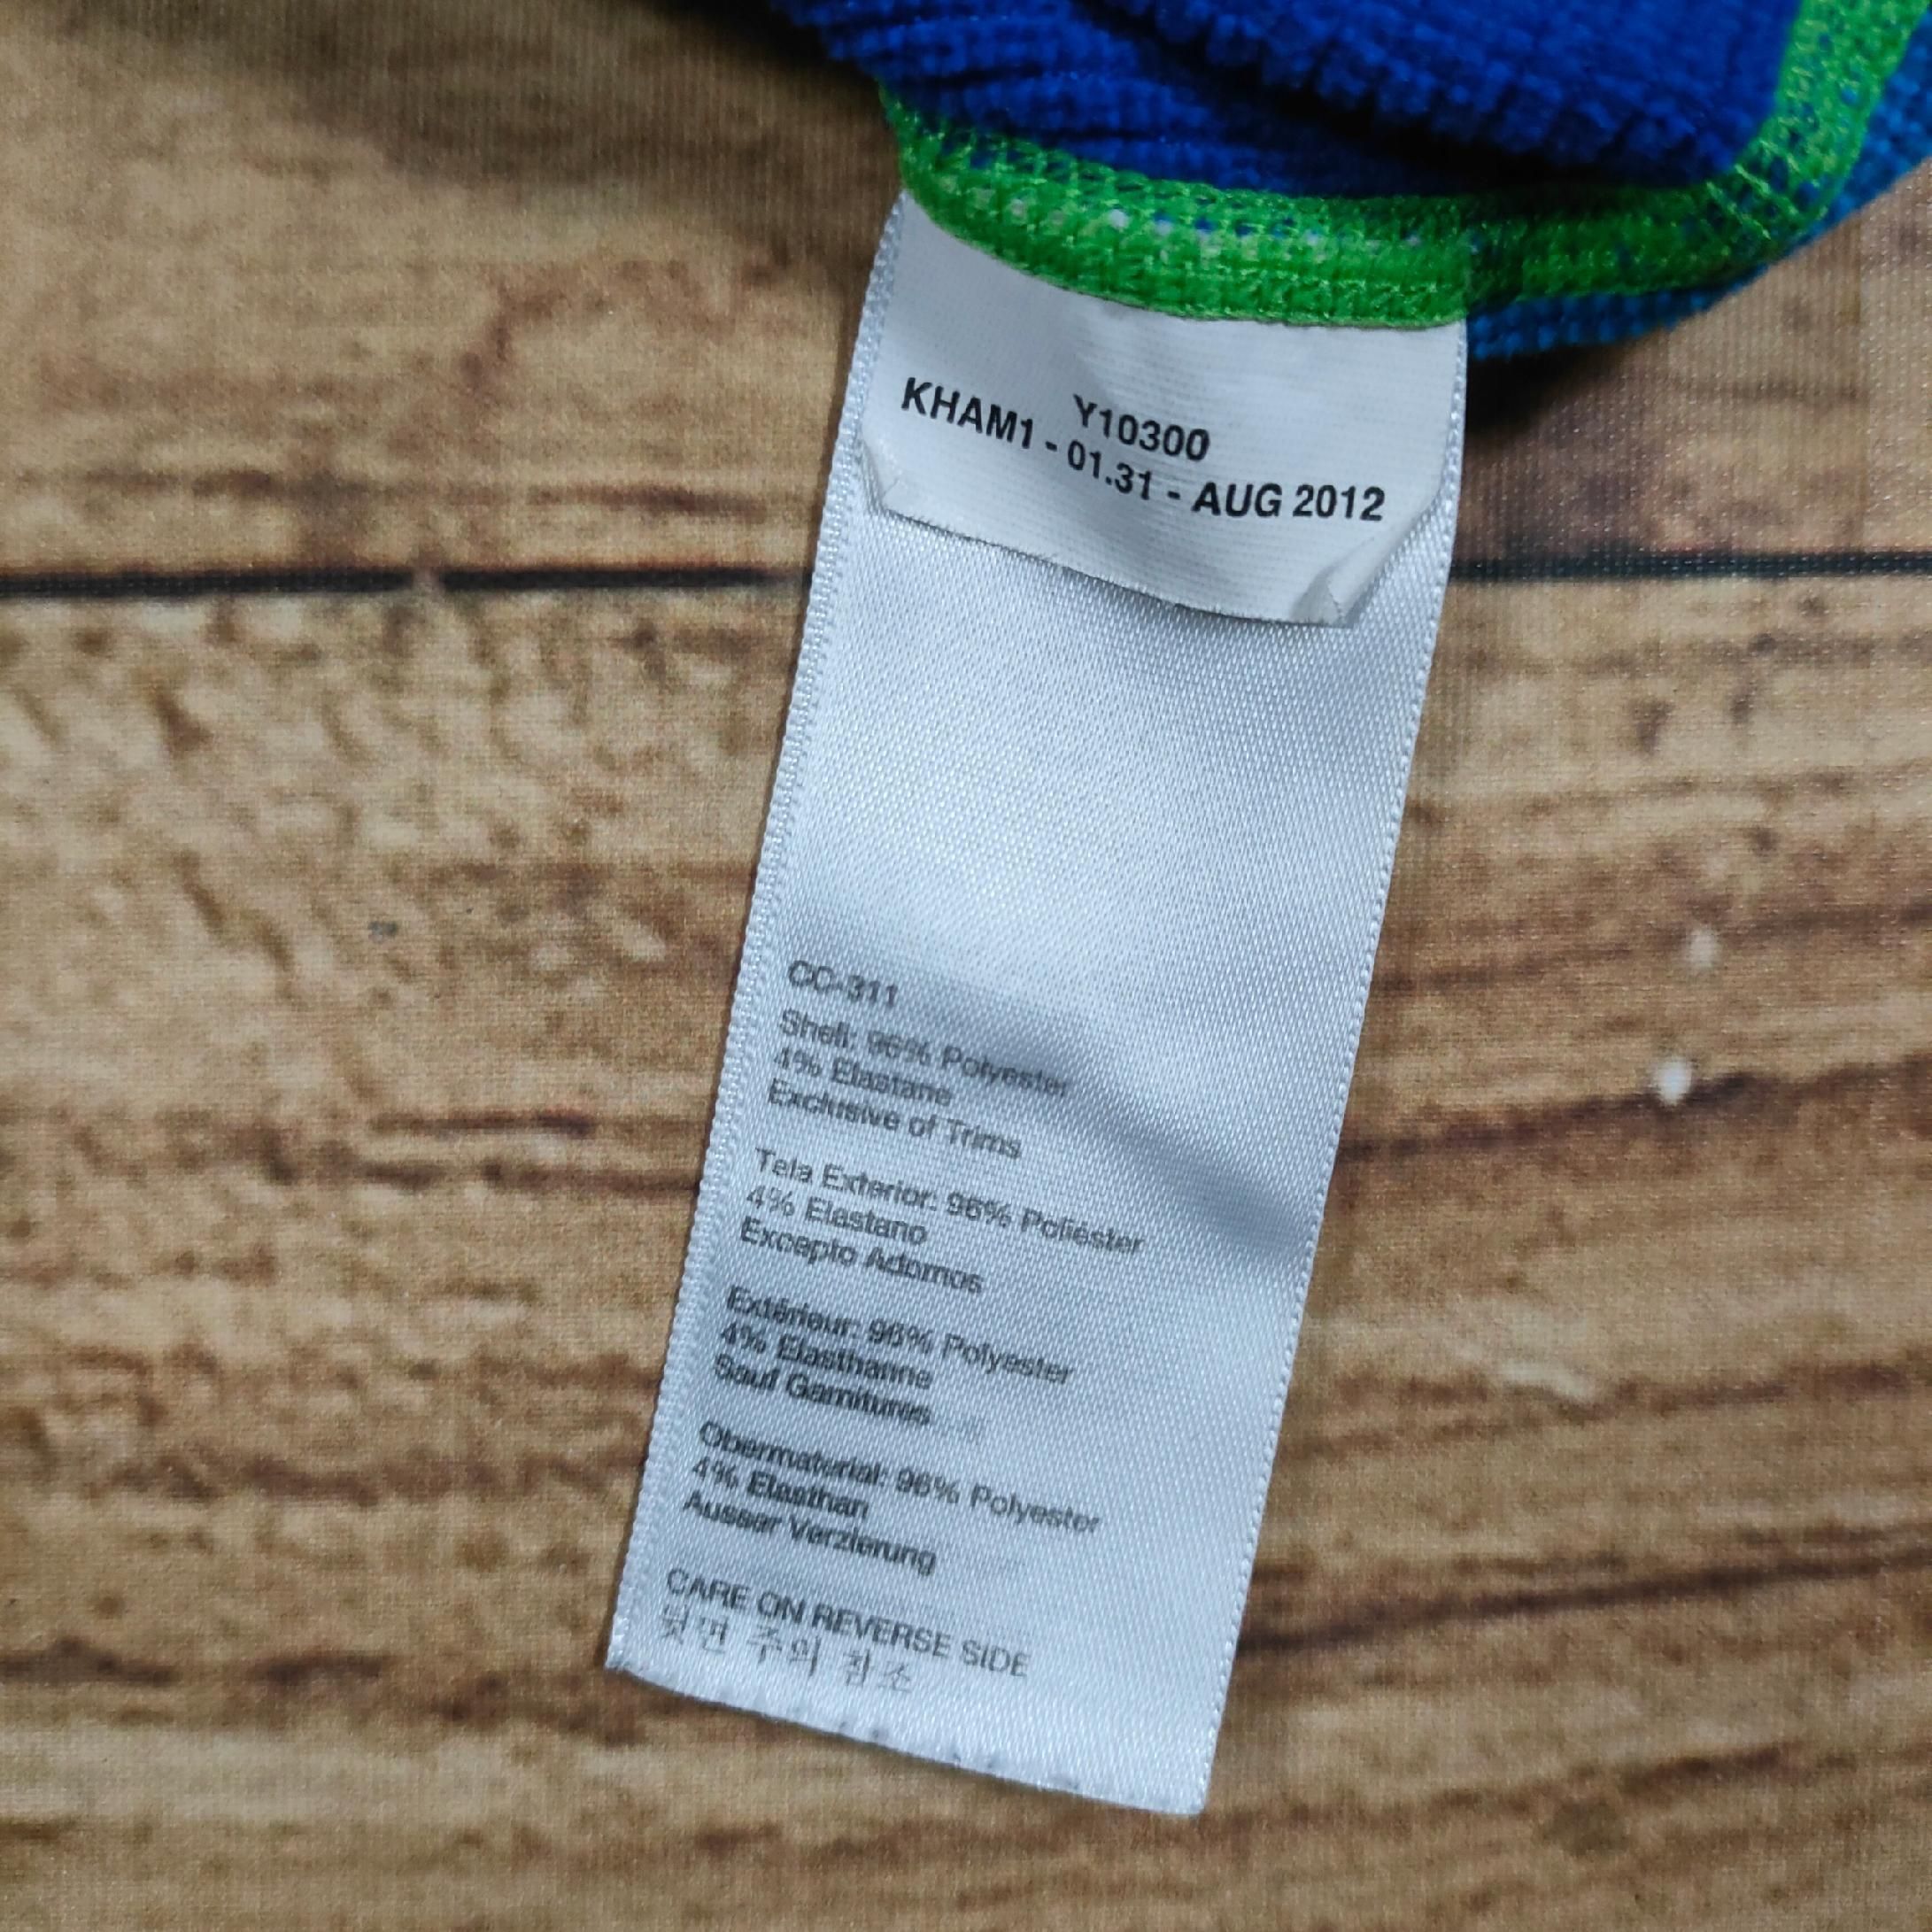 Y10300
KHAM1 - 01.31 - AUG 2012
CC-311
Shell: 96% Polyester
4% Elastane
Exclusive of Trims
Tela Exterior: 96% Poliéster
4% Elastano
Excepto Adornos
Extérieur: 96% Polyester
4% Elasthanne
Sauf Garnitures
Obermaterial: 96% Polyester
4% Elasthan
Ausser Verzierung
CARE ON REVERSE SIDE
뒷면 주의 참조